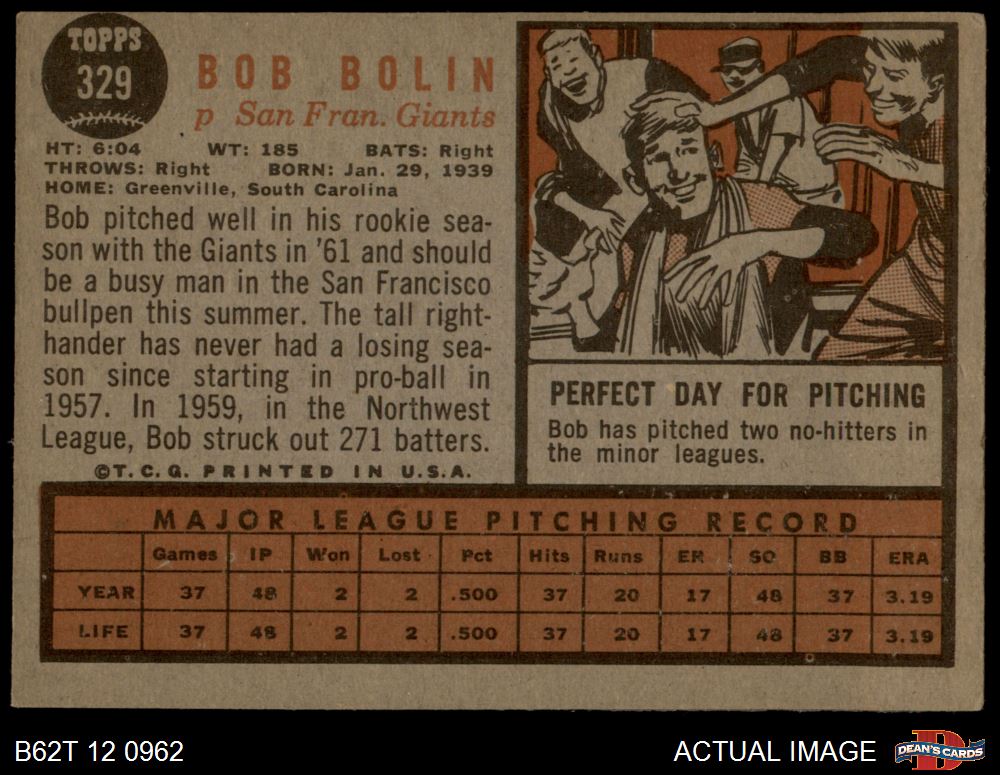 TOPPS
329
BOB BOLIN
p San Fran. Giants
HT: 6:04 WT: 185 BATS: Right
THROWS: Right BORN: Jan. 29, 1939
HOME: Greenville, South Carolina
Bob pitched well in his rookie sea-
son with the Giants in '61 and should
be a busy man in the San Francisco
bullpen this summer. The tall right-
hander has never had a losing sea-
son since starting in pro-ball in
1957. In 1959, in the Northwest
League, Bob struck out 271 batters.
©T.C.G. PRINTED IN U.S.A.
PERFECT DAY FOR PITCHING
Bob has pitched two no-hitters in
the minor leagues.
MAJOR LEAGUE PITCHING RECORD
Games IP Won Lost Pct Hits Runs ER SO BB ERA
YEAR 37 48 2 2 .500 37 20 17 48 37 3.19
LIFE 37 48 2 2 .500 37 20 17 48 37 3.19
B62T 12 0962
ACTUAL IMAGE
D
DEAN'S CARDS